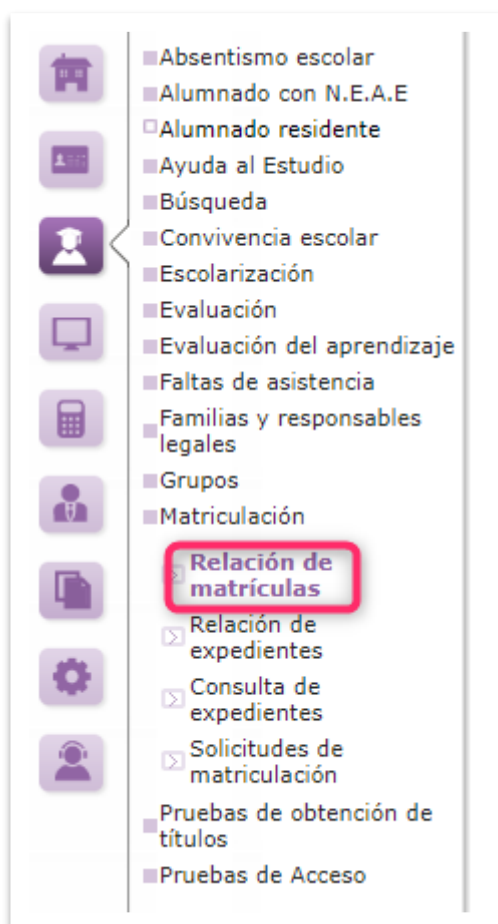 Absentismo escolar
Alumnado con N.E.A.E
Alumnado residente
Ayuda al Estudio
Búsqueda
Convivencia escolar
Escolarización
Evaluación
Evaluación del aprendizaje
Faltas de asistencia
Familias y responsables
legales
Grupos
Matriculación
Relación de
matrículas
Relación de
expedientes
Consulta de
expedientes
Solicitudes de
matriculación
Pruebas de obtención de
títulos
Pruebas de Acceso